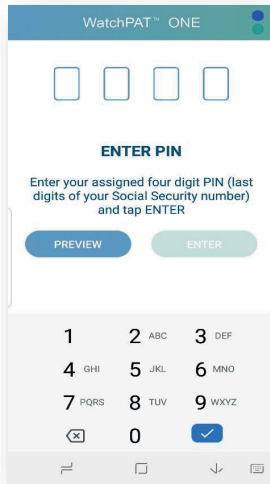 WatchPAT™ ONE
ENTER PIN
Enter your assigned four digit PIN (last
digits of your Social Security number)
and tap ENTER
PREVIEW ENTER
1 2 ABC 3 DEF
4 GHI 5 JKL 6 MNO
7 PQRS 8 TUV 9 WXYZ
0